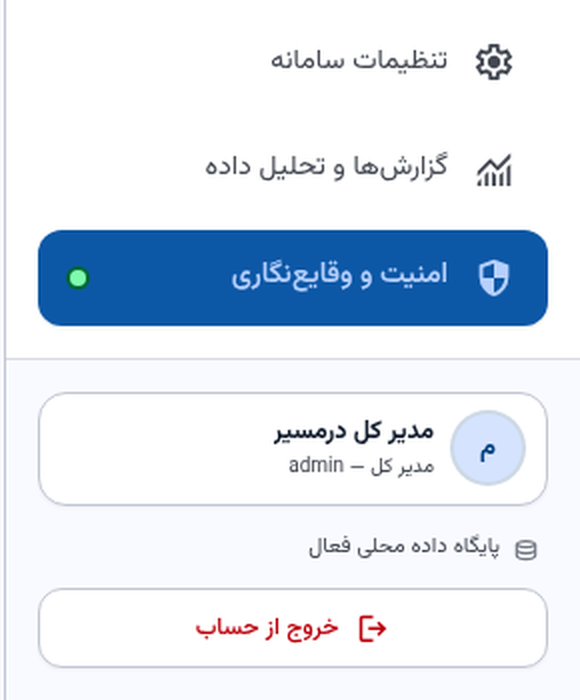 تنظیمات سامانه
گزارش‌ها و تحلیل داده
امنیت و وقایع‌نگاری
م
مدیر کل درمسیر
مدیر کل — admin
پایگاه داده محلی فعال
خروج از حساب